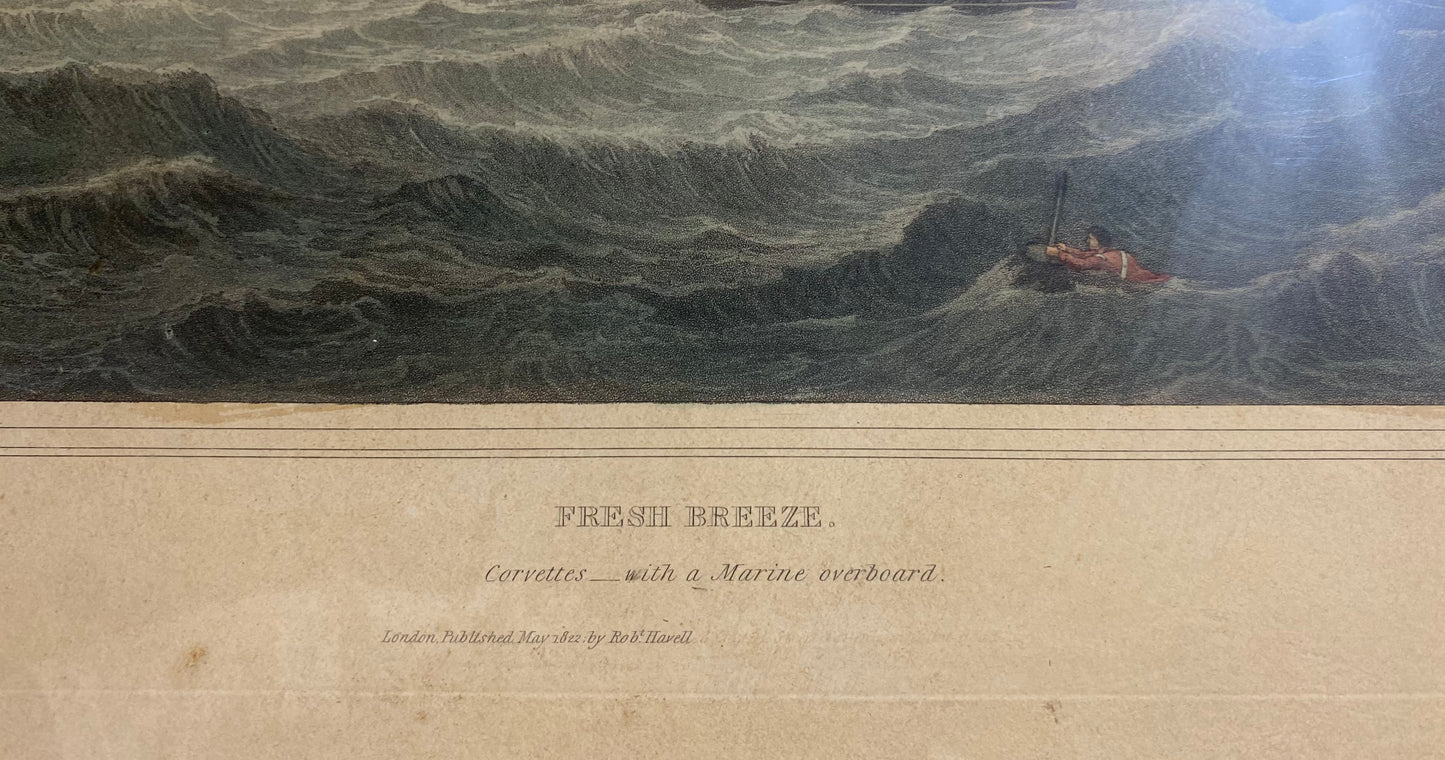 FRESH BREEZE.
Corvettes — with a Marine overboard.
London, Published, May 1822; by Robt. Havell